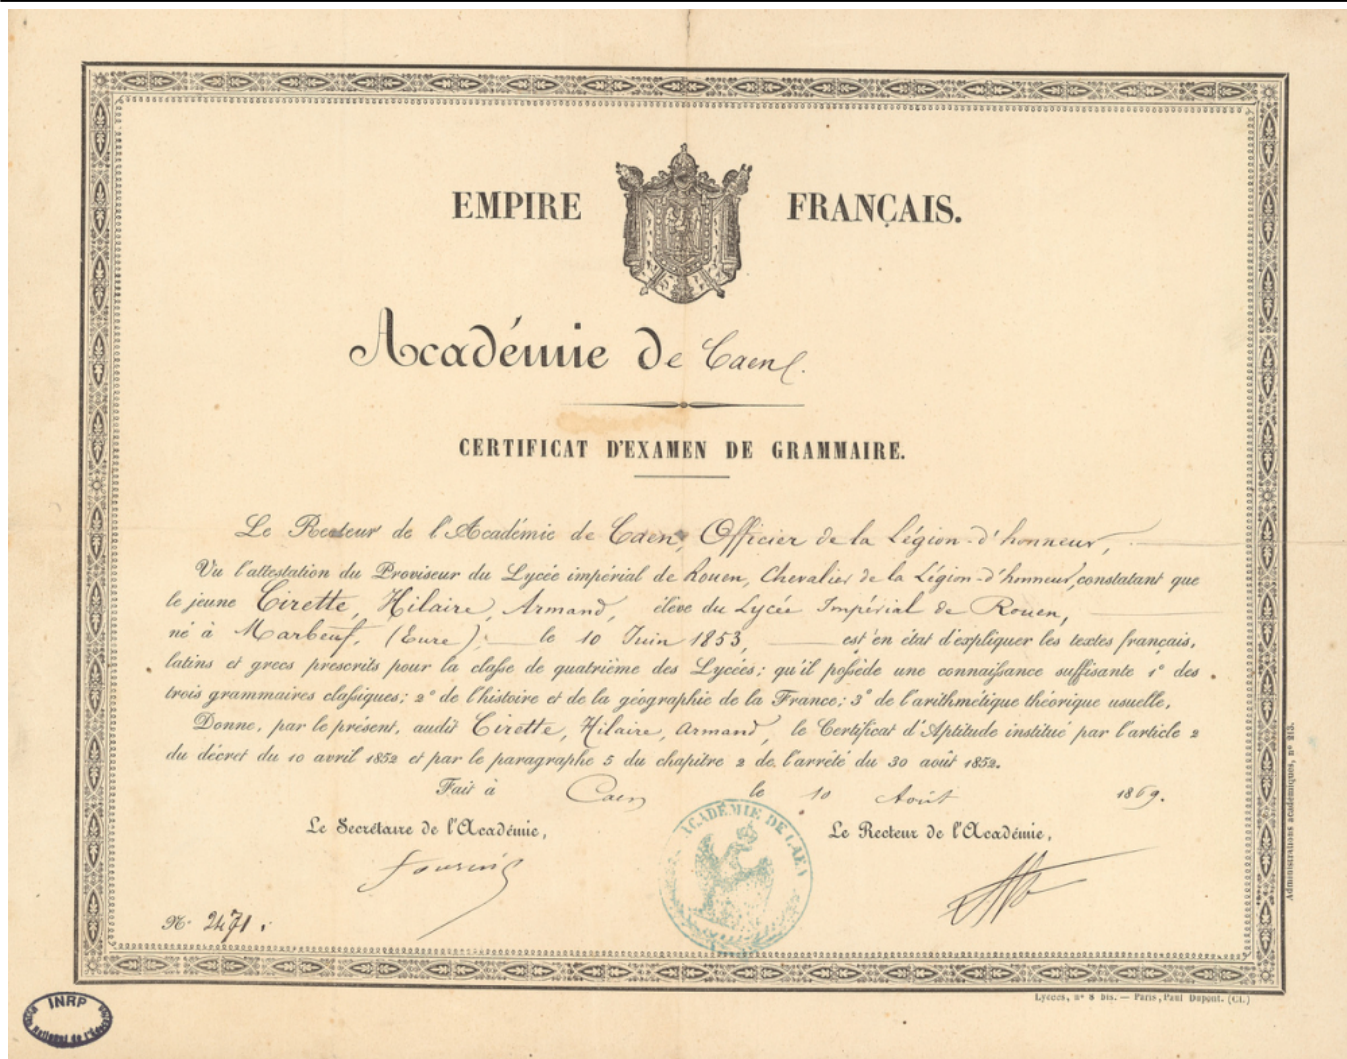 EMPIRE FRANÇAIS.
Académie de Caen.
CERTIFICAT D'EXAMEN DE GRAMMAIRE.
Le Recteur de l'Académie de Caen, Officier de la Légion-d'honneur,
Vu l'attestation du Proviseur du Lycée impérial de Rouen, Chevalier de la Légion-d'honneur, constatant que
le jeune Cirette, Hilaire, Armand, élève du Lycée Impérial de Rouen,
né à Marbeuf, (Eure), le 10 Juin 1853, est en état d'expliquer les textes français,
latins et grecs prescrits pour la classe de quatrième des Lycées; qu'il possède une connaissance suffisante 1° des
trois grammaires classiques; 2° de l'histoire et de la géographie de la France; 3° de l'arithmétique théorique usuelle,
Donne, par le présent, audit Cirette, Hilaire, Armand, le Certificat d'Aptitude institué par l'article 2
du décret du 10 avril 1852 et par le paragraphe 5 du chapitre 2 de l'arrêté du 30 août 1852.
Fait à Caen le 10 Août 1869.
Le Secrétaire de l'Académie,
Le Recteur de l'Académie,
ACADÉMIE DE CAEN
N° 2471.
Administrations académiques, n° 213.
Lycées, n° 8 bis. — Paris, Paul Dupont. (Cl.)
INRP
National de l'Éducation